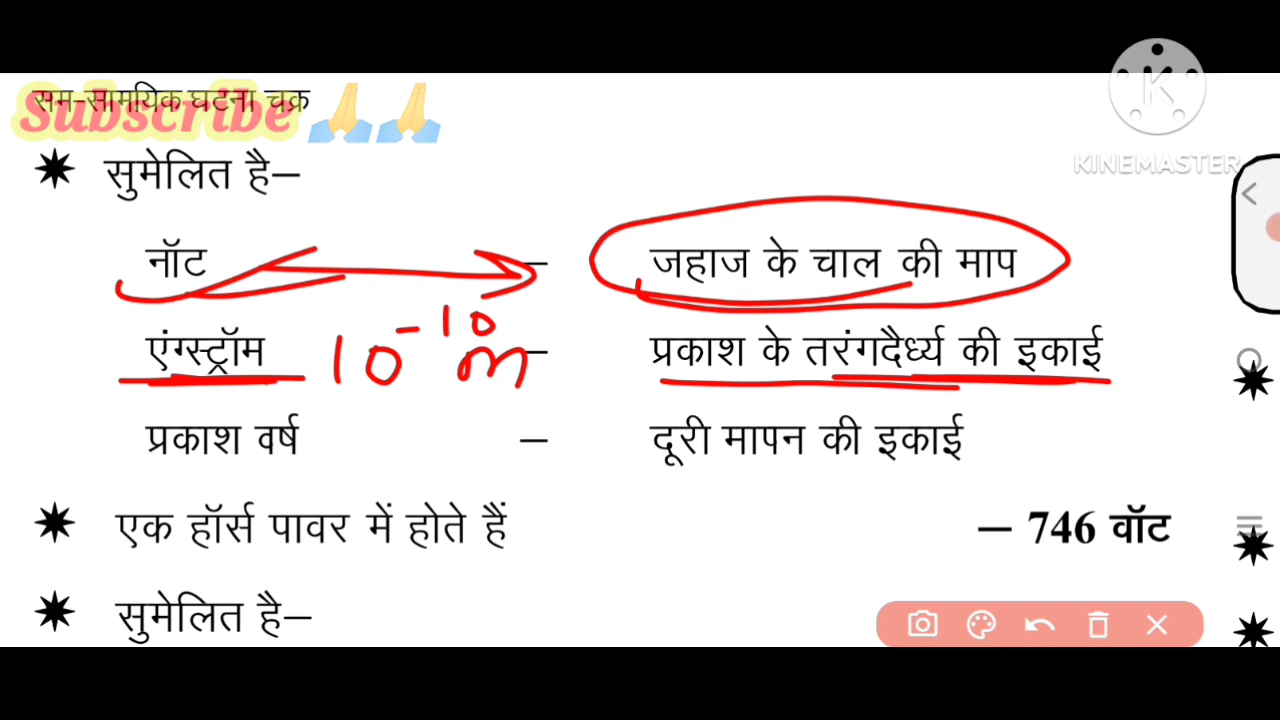 सम-सामयिक घटना चक्र
Subscribe 🙏🙏
KINEMASTER
✷ सुमेलित है–
नॉट – जहाज के चाल की माप
एंग्स्ट्रॉम 10⁻¹⁰ m – प्रकाश के तरंगदैर्ध्य की इकाई
प्रकाश वर्ष – दूरी मापन की इकाई
✷ एक हॉर्स पावर में होते हैं – 746 वॉट
✷ सुमेलित है–